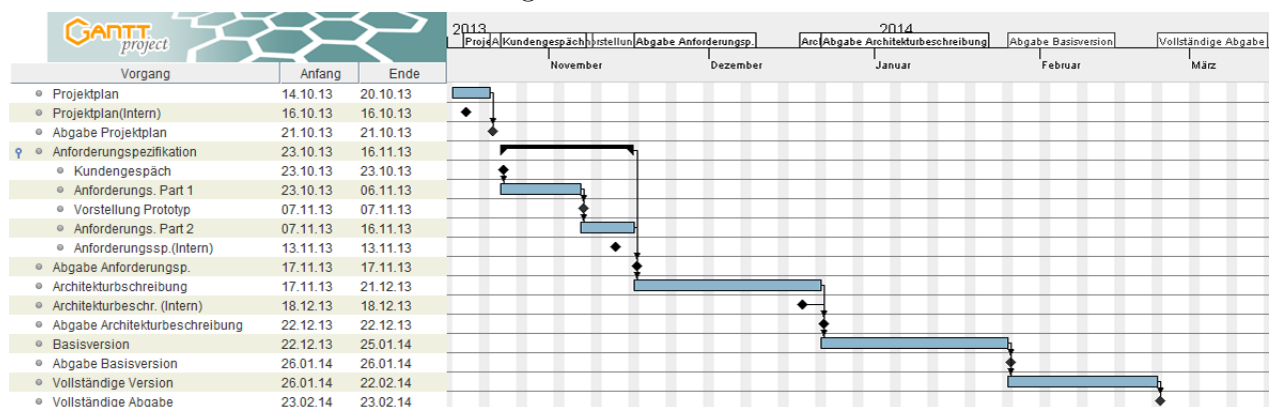 GANTT
project
2013
2014
Proje
A
Kundengespäch
orstellun
Abgabe Anforderungsp.
Arc
Abgabe Architekturbeschreibung
Abgabe Basisversion
Vollständige Abgabe
November
Dezember
Januar
Februar
März
Vorgang Anfang Ende
Projektplan 14.10.13 20.10.13
Projektplan(Intern) 16.10.13 16.10.13
Abgabe Projektplan 21.10.13 21.10.13
Anforderungspezifikation 23.10.13 16.11.13
Kundengespäch 23.10.13 23.10.13
Anforderungs. Part 1 23.10.13 06.11.13
Vorstellung Prototyp 07.11.13 07.11.13
Anforderungs. Part 2 07.11.13 16.11.13
Anforderungssp.(Intern) 13.11.13 13.11.13
Abgabe Anforderungsp. 17.11.13 17.11.13
Architekturbschreibung 17.11.13 21.12.13
Architekturbeschr. (Intern) 18.12.13 18.12.13
Abgabe Architekturbeschreibung 22.12.13 22.12.13
Basisversion 22.12.13 25.01.14
Abgabe Basisversion 26.01.14 26.01.14
Vollständige Version 26.01.14 22.02.14
Vollständige Abgabe 23.02.14 23.02.14